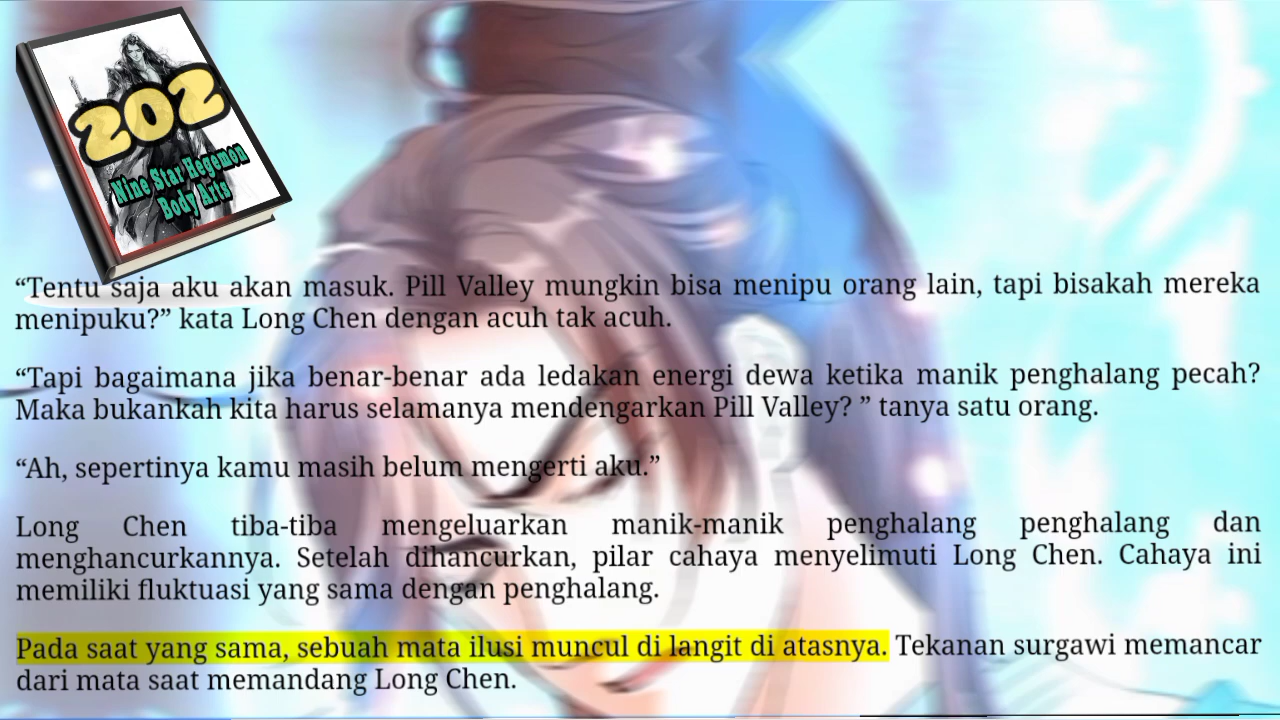 202
Nine Star Hegemon
Body Arts
“Tentu saja aku akan masuk. Pill Valley mungkin bisa menipu orang lain, tapi bisakah mereka
menipuku?” kata Long Chen dengan acuh tak acuh.
“Tapi bagaimana jika benar-benar ada ledakan energi dewa ketika manik penghalang pecah?
Maka bukankah kita harus selamanya mendengarkan Pill Valley? ” tanya satu orang.
“Ah, sepertinya kamu masih belum mengerti aku.”
Long Chen tiba-tiba mengeluarkan manik-manik penghalang penghalang dan
menghancurkannya. Setelah dihancurkan, pilar cahaya menyelimuti Long Chen. Cahaya ini
memiliki fluktuasi yang sama dengan penghalang.
Pada saat yang sama, sebuah mata ilusi muncul di langit di atasnya. Tekanan surgawi memancar
dari mata saat memandang Long Chen.